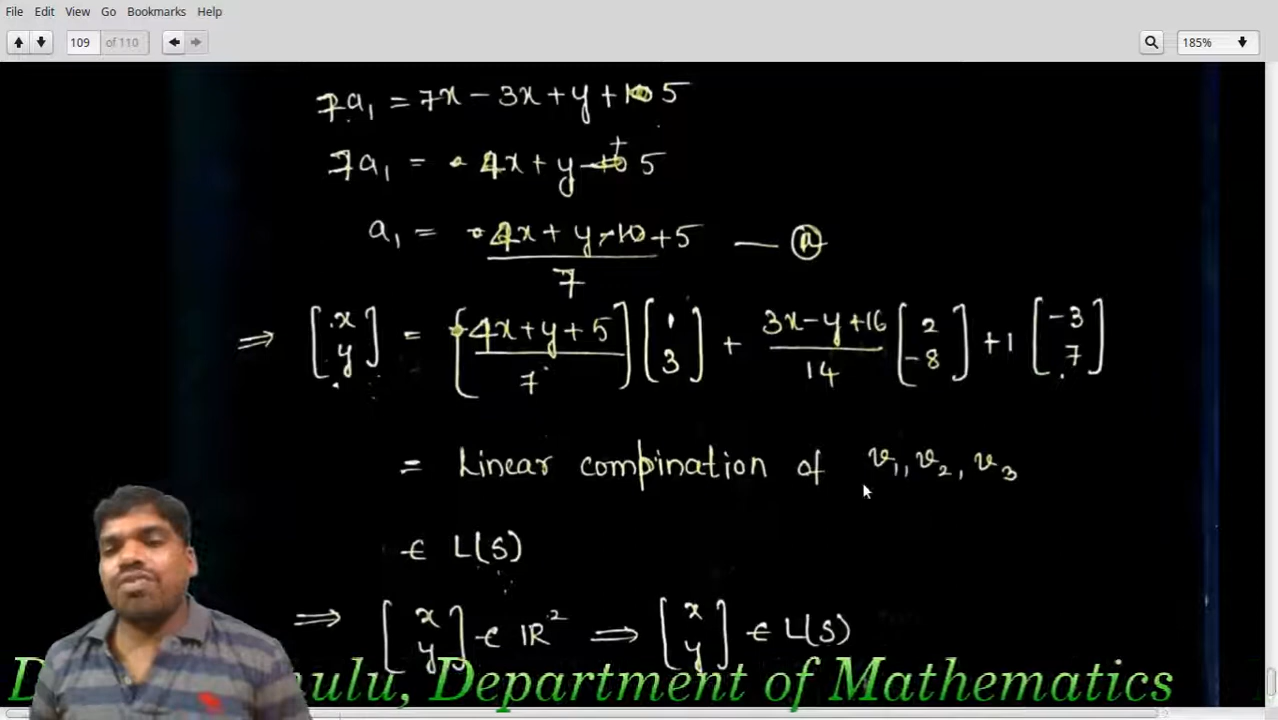 File Edit View Go Bookmarks Help
109 of 110 185%
7a₁ = 7x - 3x + y + 5
7a₁ = 4x + y + 5
a₁ = 4x + y + 5 / 7 — ⓐ
⇒ [x y] = [4x + y + 5 / 7] [1 3] + 3x - y + 16 / 14 [2 -8] + 1 [-3 7]
= Linear combination of v₁, v₂, v₃
∈ L(S)
⇒ [x y] ∈ IR² ⇒ [x y] ∈ L(S)
nulu, Department of Mathematics